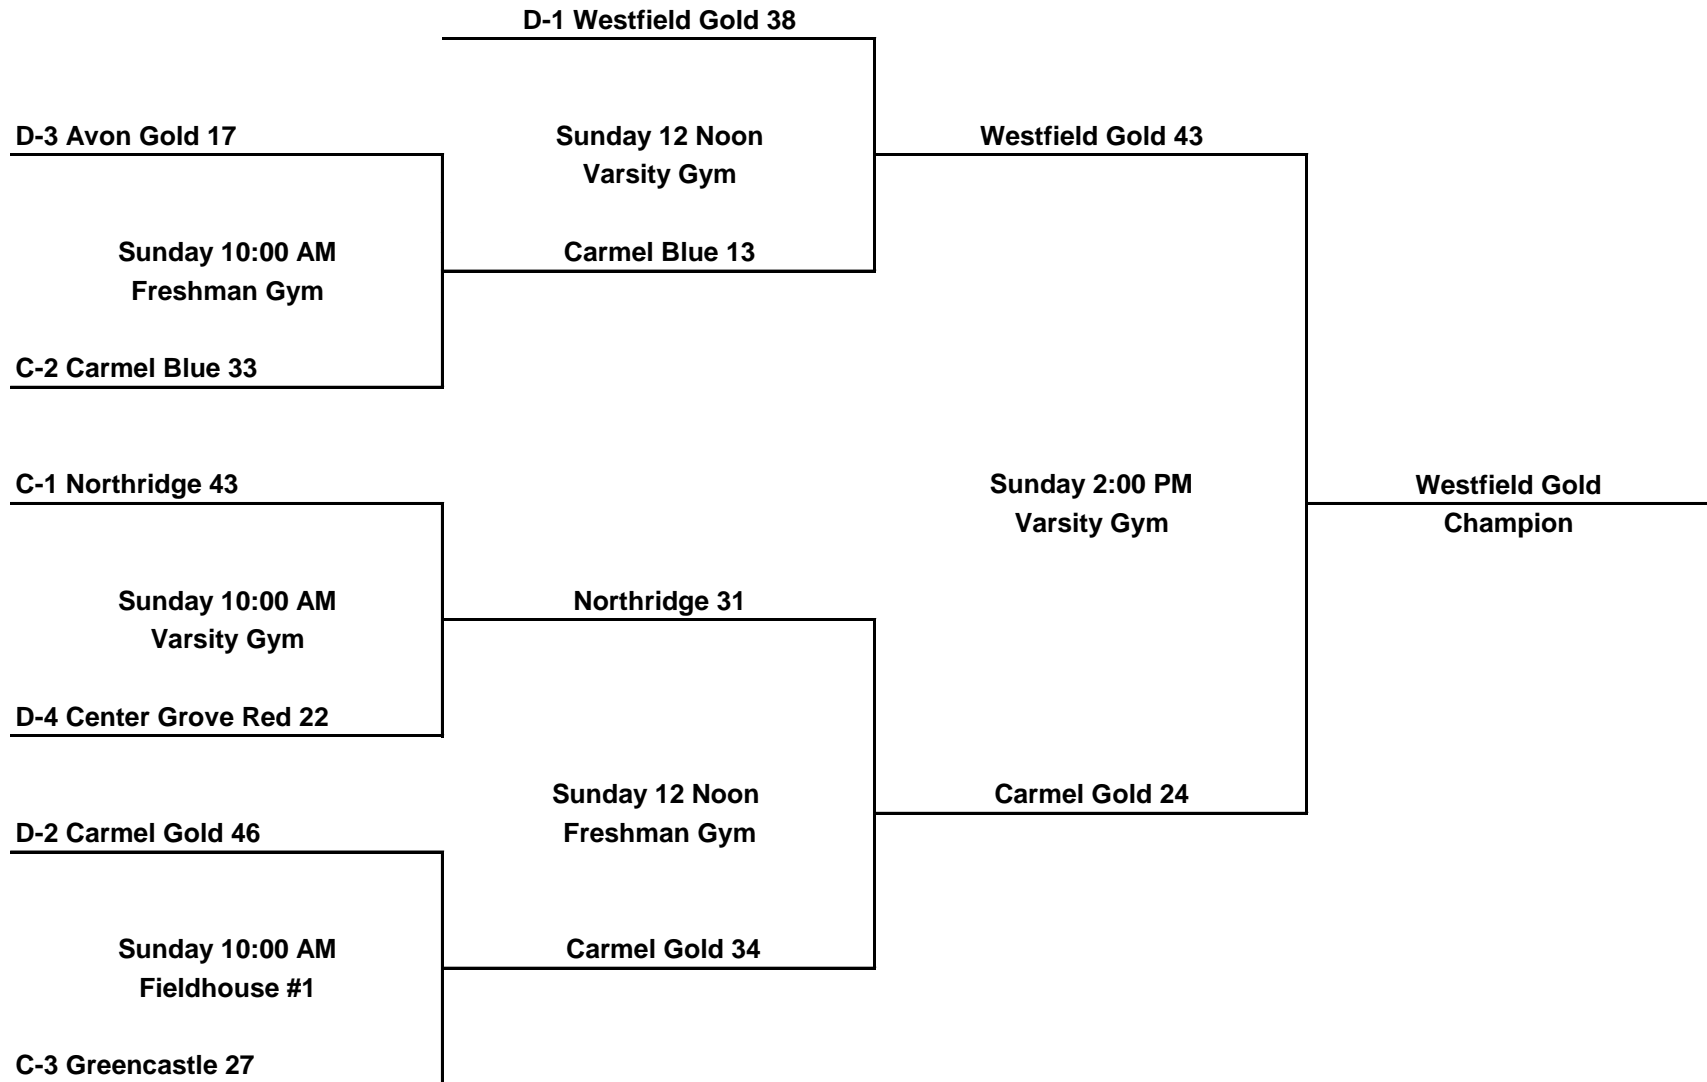 D-1 Westfield Gold 38
D-3 Avon Gold 17
Sunday 12 Noon
Varsity Gym
Westfield Gold 43
Sunday 10:00 AM
Freshman Gym
Carmel Blue 13
C-2 Carmel Blue 33
C-1 Northridge 43
Sunday 2:00 PM
Varsity Gym
Westfield Gold
Champion
Sunday 10:00 AM
Varsity Gym
Northridge 31
D-4 Center Grove Red 22
Sunday 12 Noon
Freshman Gym
Carmel Gold 24
D-2 Carmel Gold 46
Sunday 10:00 AM
Fieldhouse #1
Carmel Gold 34
C-3 Greencastle 27